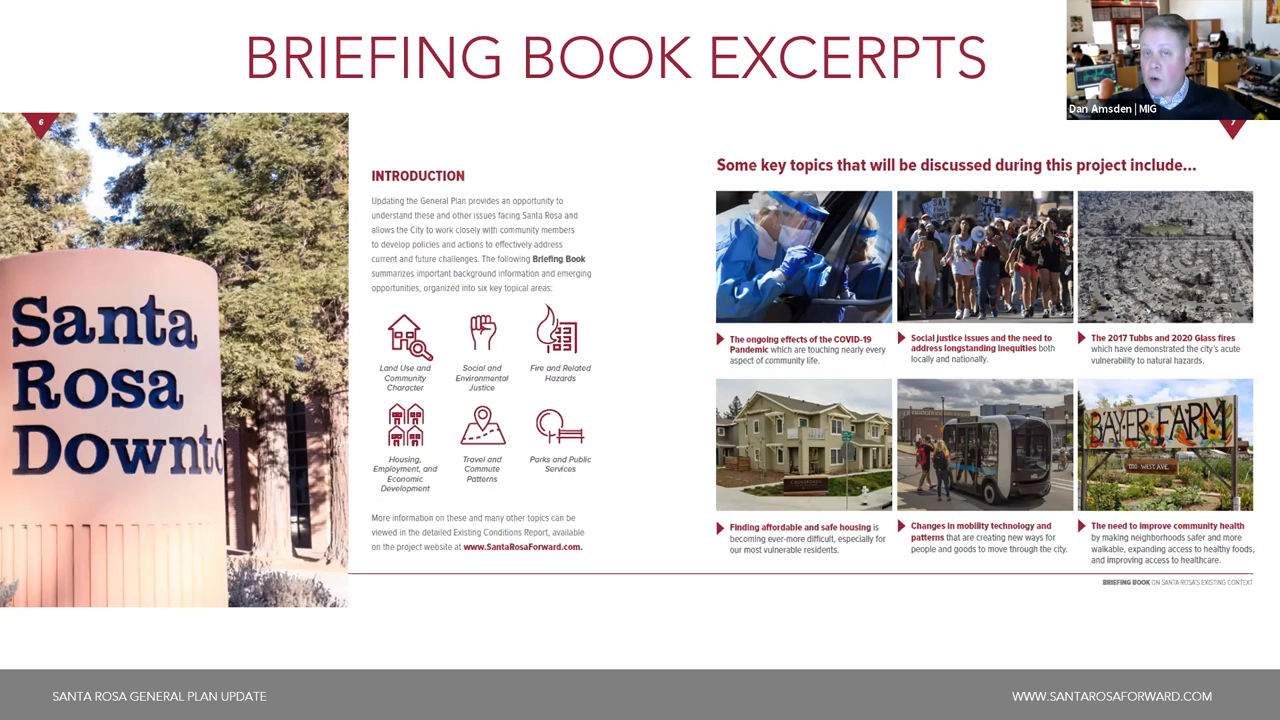 BRIEFING BOOK EXCERPTS
Dan Amsden | MIG
6
7
Santa
Rosa
INTRODUCTION
Updating the General Plan provides an opportunity to
understand these and other issues facing Santa Rosa and
allows the City to work closely with community members
to develop policies and actions to effectively address
current and future challenges. The following Briefing Book
summarizes important background information and emerging
opportunities, organized into six key topical areas:
Land Use and
Community
Character
Social and
Environmental
Justice
Fire and Related
Hazards
Housing,
Employment, and
Economic
Development
Travel and
Commute
Patterns
Parks and Public
Services
More information on these and many other topics can be
viewed in the detailed Existing Conditions Report, available
on the project website at www.SantaRosaForward.com.
Some key topics that will be discussed during this project include...
The ongoing effects of the COVID-19
Pandemic which are touching nearly every
aspect of community life.
Social justice issues and the need to
address longstanding inequities both
locally and nationally.
The 2017 Tubbs and 2020 Glass fires
which have demonstrated the city's acute
vulnerability to natural hazards.
BAYER FARM
1710 WEST AVE.
Finding affordable and safe housing is
becoming ever-more difficult, especially for
our most vulnerable residents.
Changes in mobility technology and
patterns that are creating new ways for
people and goods to move through the city.
The need to improve community health
by making neighborhoods safer and more
walkable, expanding access to healthy foods,
and improving access to healthcare.
BRIEFING BOOK ON SANTA ROSA'S EXISTING CONTEXT
SANTA ROSA GENERAL PLAN UPDATE
WWW.SANTAROSAFORWARD.COM